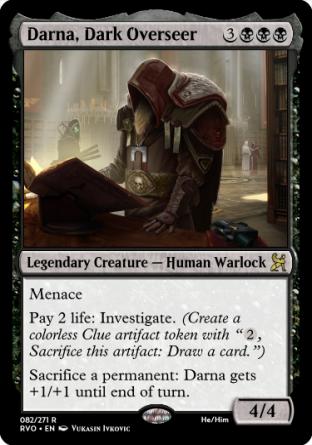 Darna, Dark Overseer 3
Legendary Creature — Human Warlock
Menace
Pay 2 life: Investigate. (Create a
colorless Clue artifact token with “2,
Sacrifice this artifact: Draw a card.”)
Sacrifice a permanent: Darna gets
+1/+1 until end of turn.
4/4
082/271 R
RVO • EN Yukasin Ivkovic
He/Him